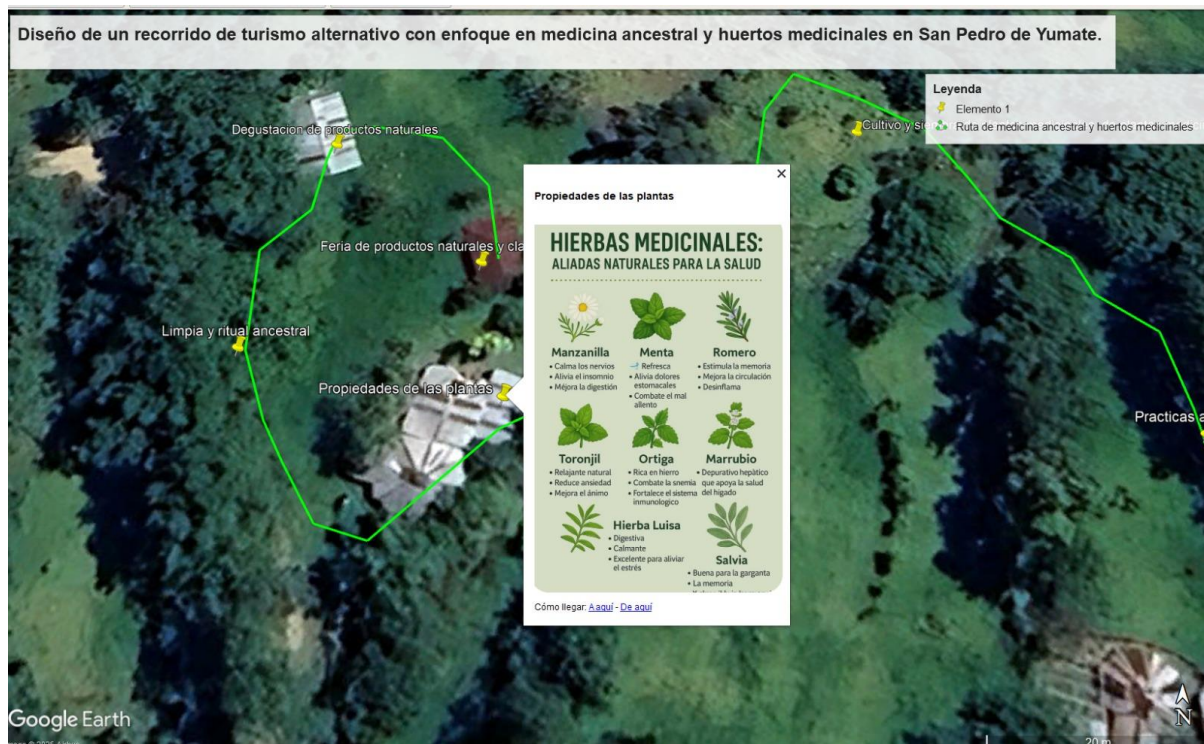 Diseño de un recorrido de turismo alternativo con enfoque en medicina ancestral y huertos medicinales en San Pedro de Yumate.
Leyenda
Elemento 1
Ruta de medicina ancestral y huertos medicinales
Degustacion de productos naturales
Cultivo y
Feria de productos naturales y
Limpia y ritual ancestral
Propiedades de las plantas
Practicas
Propiedades de las plantas
HIERBAS MEDICINALES:
ALIADAS NATURALES PARA LA SALUD
Manzanilla
• Calma los nervios
• Alivia el insomnio
• Méjora la digestión
Menta
Refresca
• Alivia dolores
estomacales
• Combate el mal
allento
Romero
• Estimula la memoria
• Mejora la circulación
• Desinflama
Toronjil
• Relajante natural
• Reduce ansiedad
• Mejora el ánimo
Ortiga
• Rica en hierro
• Combate la snemia
• Fortalece el sistema
inmunologico
Marrubio
• Depurativo hepático
que apoya la salud
del higado
Hierba Luisa
• Digestiva
• Calmante
• Excelente para aliviar
el estrés
Salvia
• Buena para la garganta
• La memoria
Cómo llegar: A aquí - De aquí
Google Earth
N
20 m